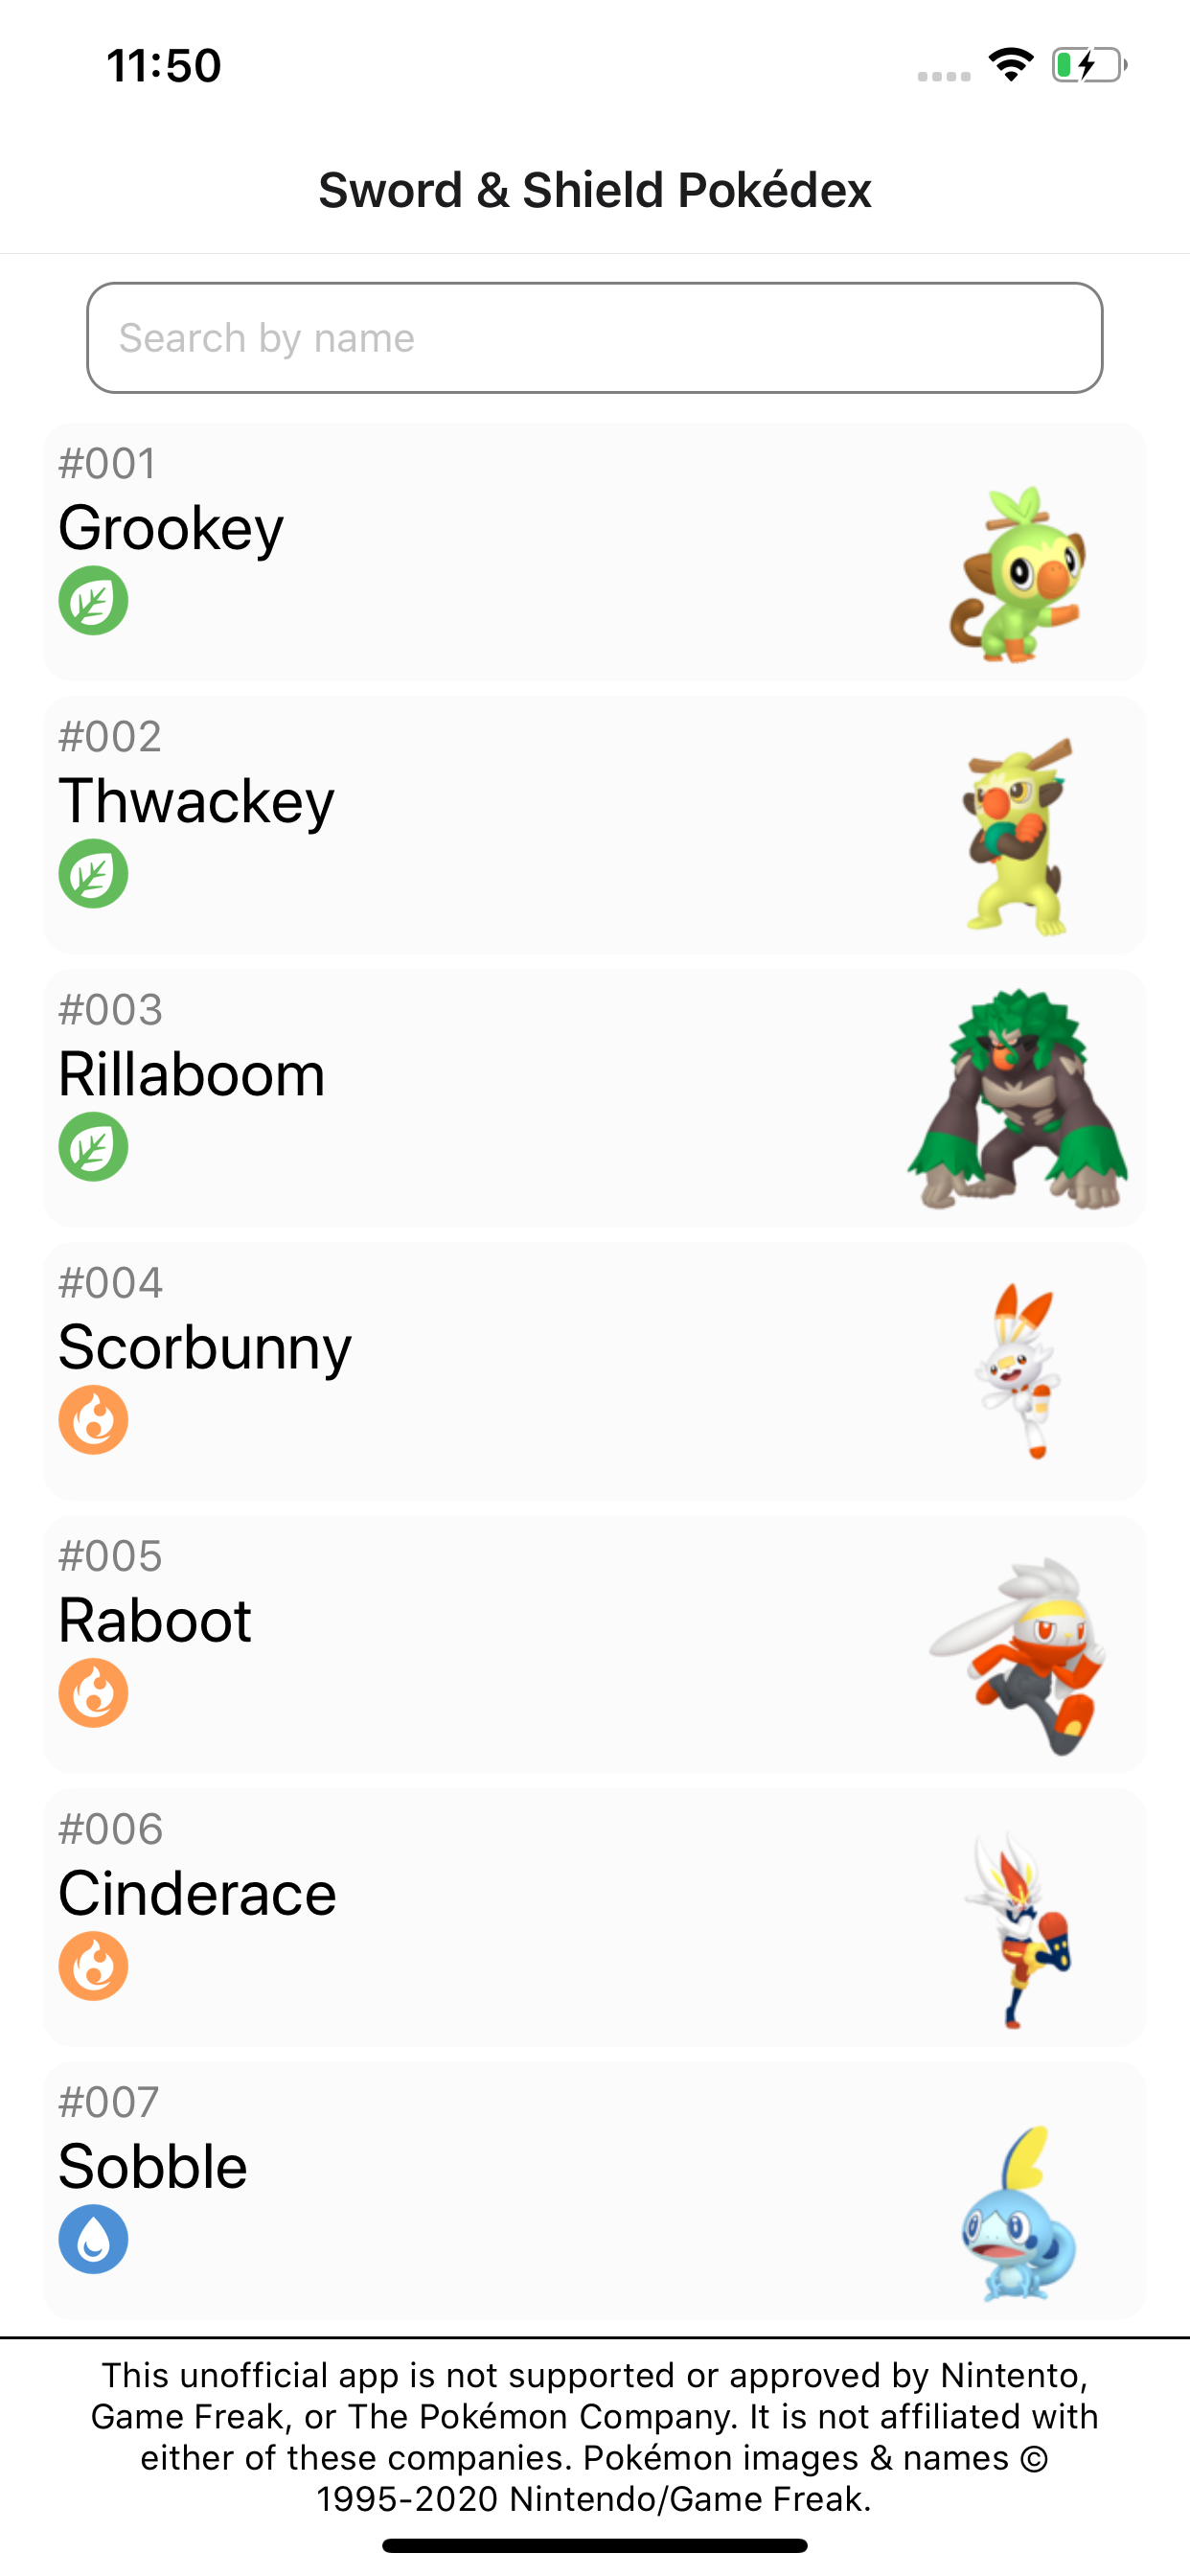 11:50
Sword & Shield Pokédex
Search by name
#001
Grookey
#002
Thwackey
#003
Rillaboom
#004
Scorbunny
#005
Raboot
#006
Cinderace
#007
Sobble
This unofficial app is not supported or approved by Nintento,
Game Freak, or The Pokémon Company. It is not affiliated with
either of these companies. Pokémon images & names ©
1995-2020 Nintendo/Game Freak.